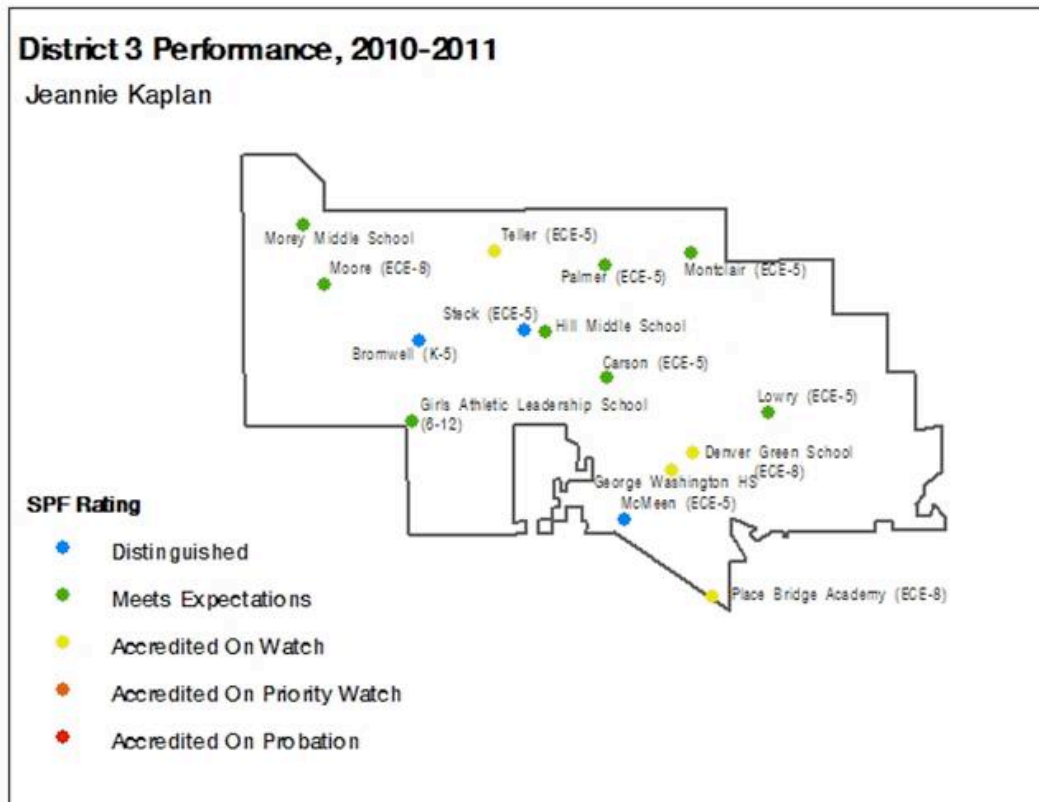 District 3 Performance, 2010-2011
Jeannie Kaplan
Morey Middle School
Teller (ECE-5)
Moore (ECE-8)
Palmer (ECE-5)
Montclair (ECE-5)
Steck (ECE-5)
Hill Middle School
Bromwell (K-5)
Carson (ECE-5)
Girls Athletic Leadership School
(6-12)
Lowry (ECE-5)
Denver Green School
(ECE-8)
George Washington HS
McMeen (ECE-5)
Place Bridge Academy (ECE-8)
SPF Rating
Distinguished
Meets Expectations
Accredited On Watch
Accredited On Priority Watch
Accredited On Probation